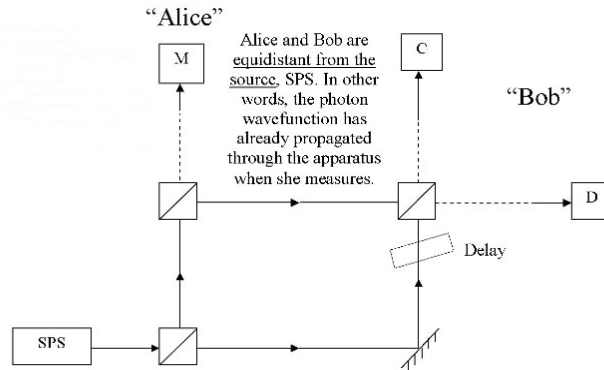 “Alice”
M
Alice and Bob are
equidistant from the
source, SPS. In other
words, the photon
wavefunction has
already propagated
through the apparatus
when she measures.
C
“Bob”
D
Delay
SPS